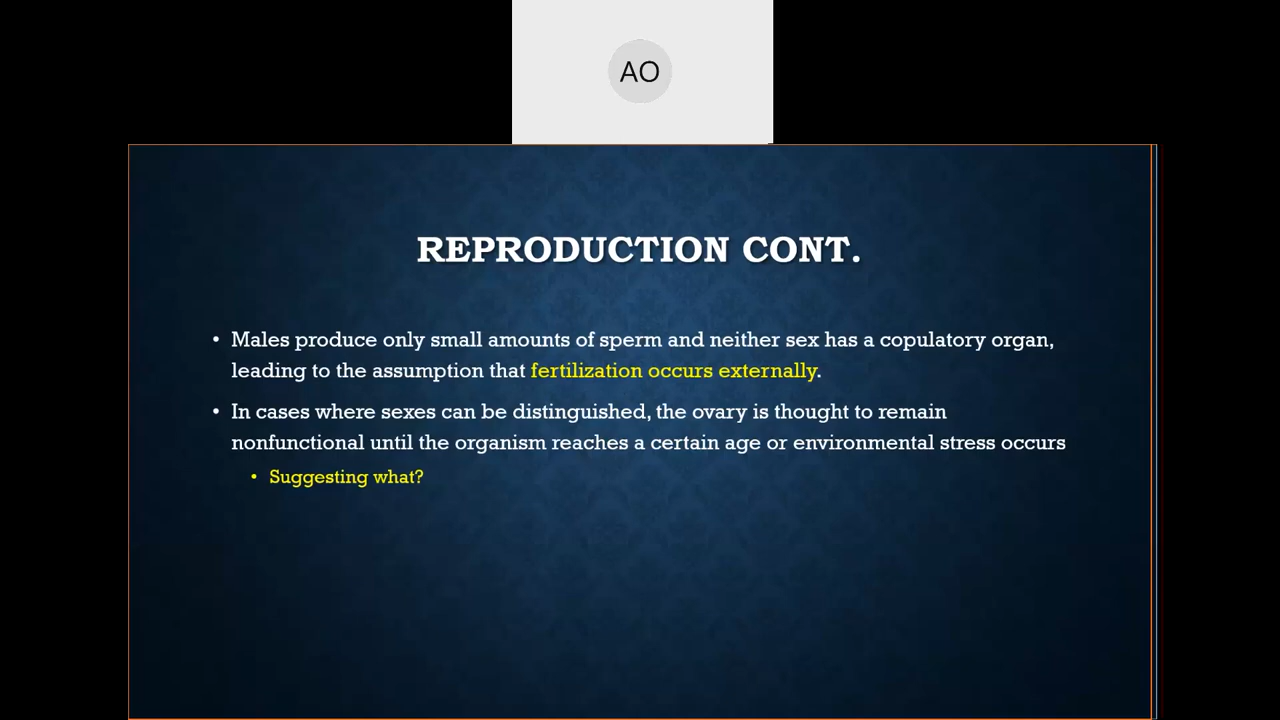 AO
REPRODUCTION CONT.
• Males produce only small amounts of sperm and neither sex has a copulatory organ,
leading to the assumption that fertilization occurs externally.
• In cases where sexes can be distinguished, the ovary is thought to remain
nonfunctional until the organism reaches a certain age or environmental stress occurs
• Suggesting what?